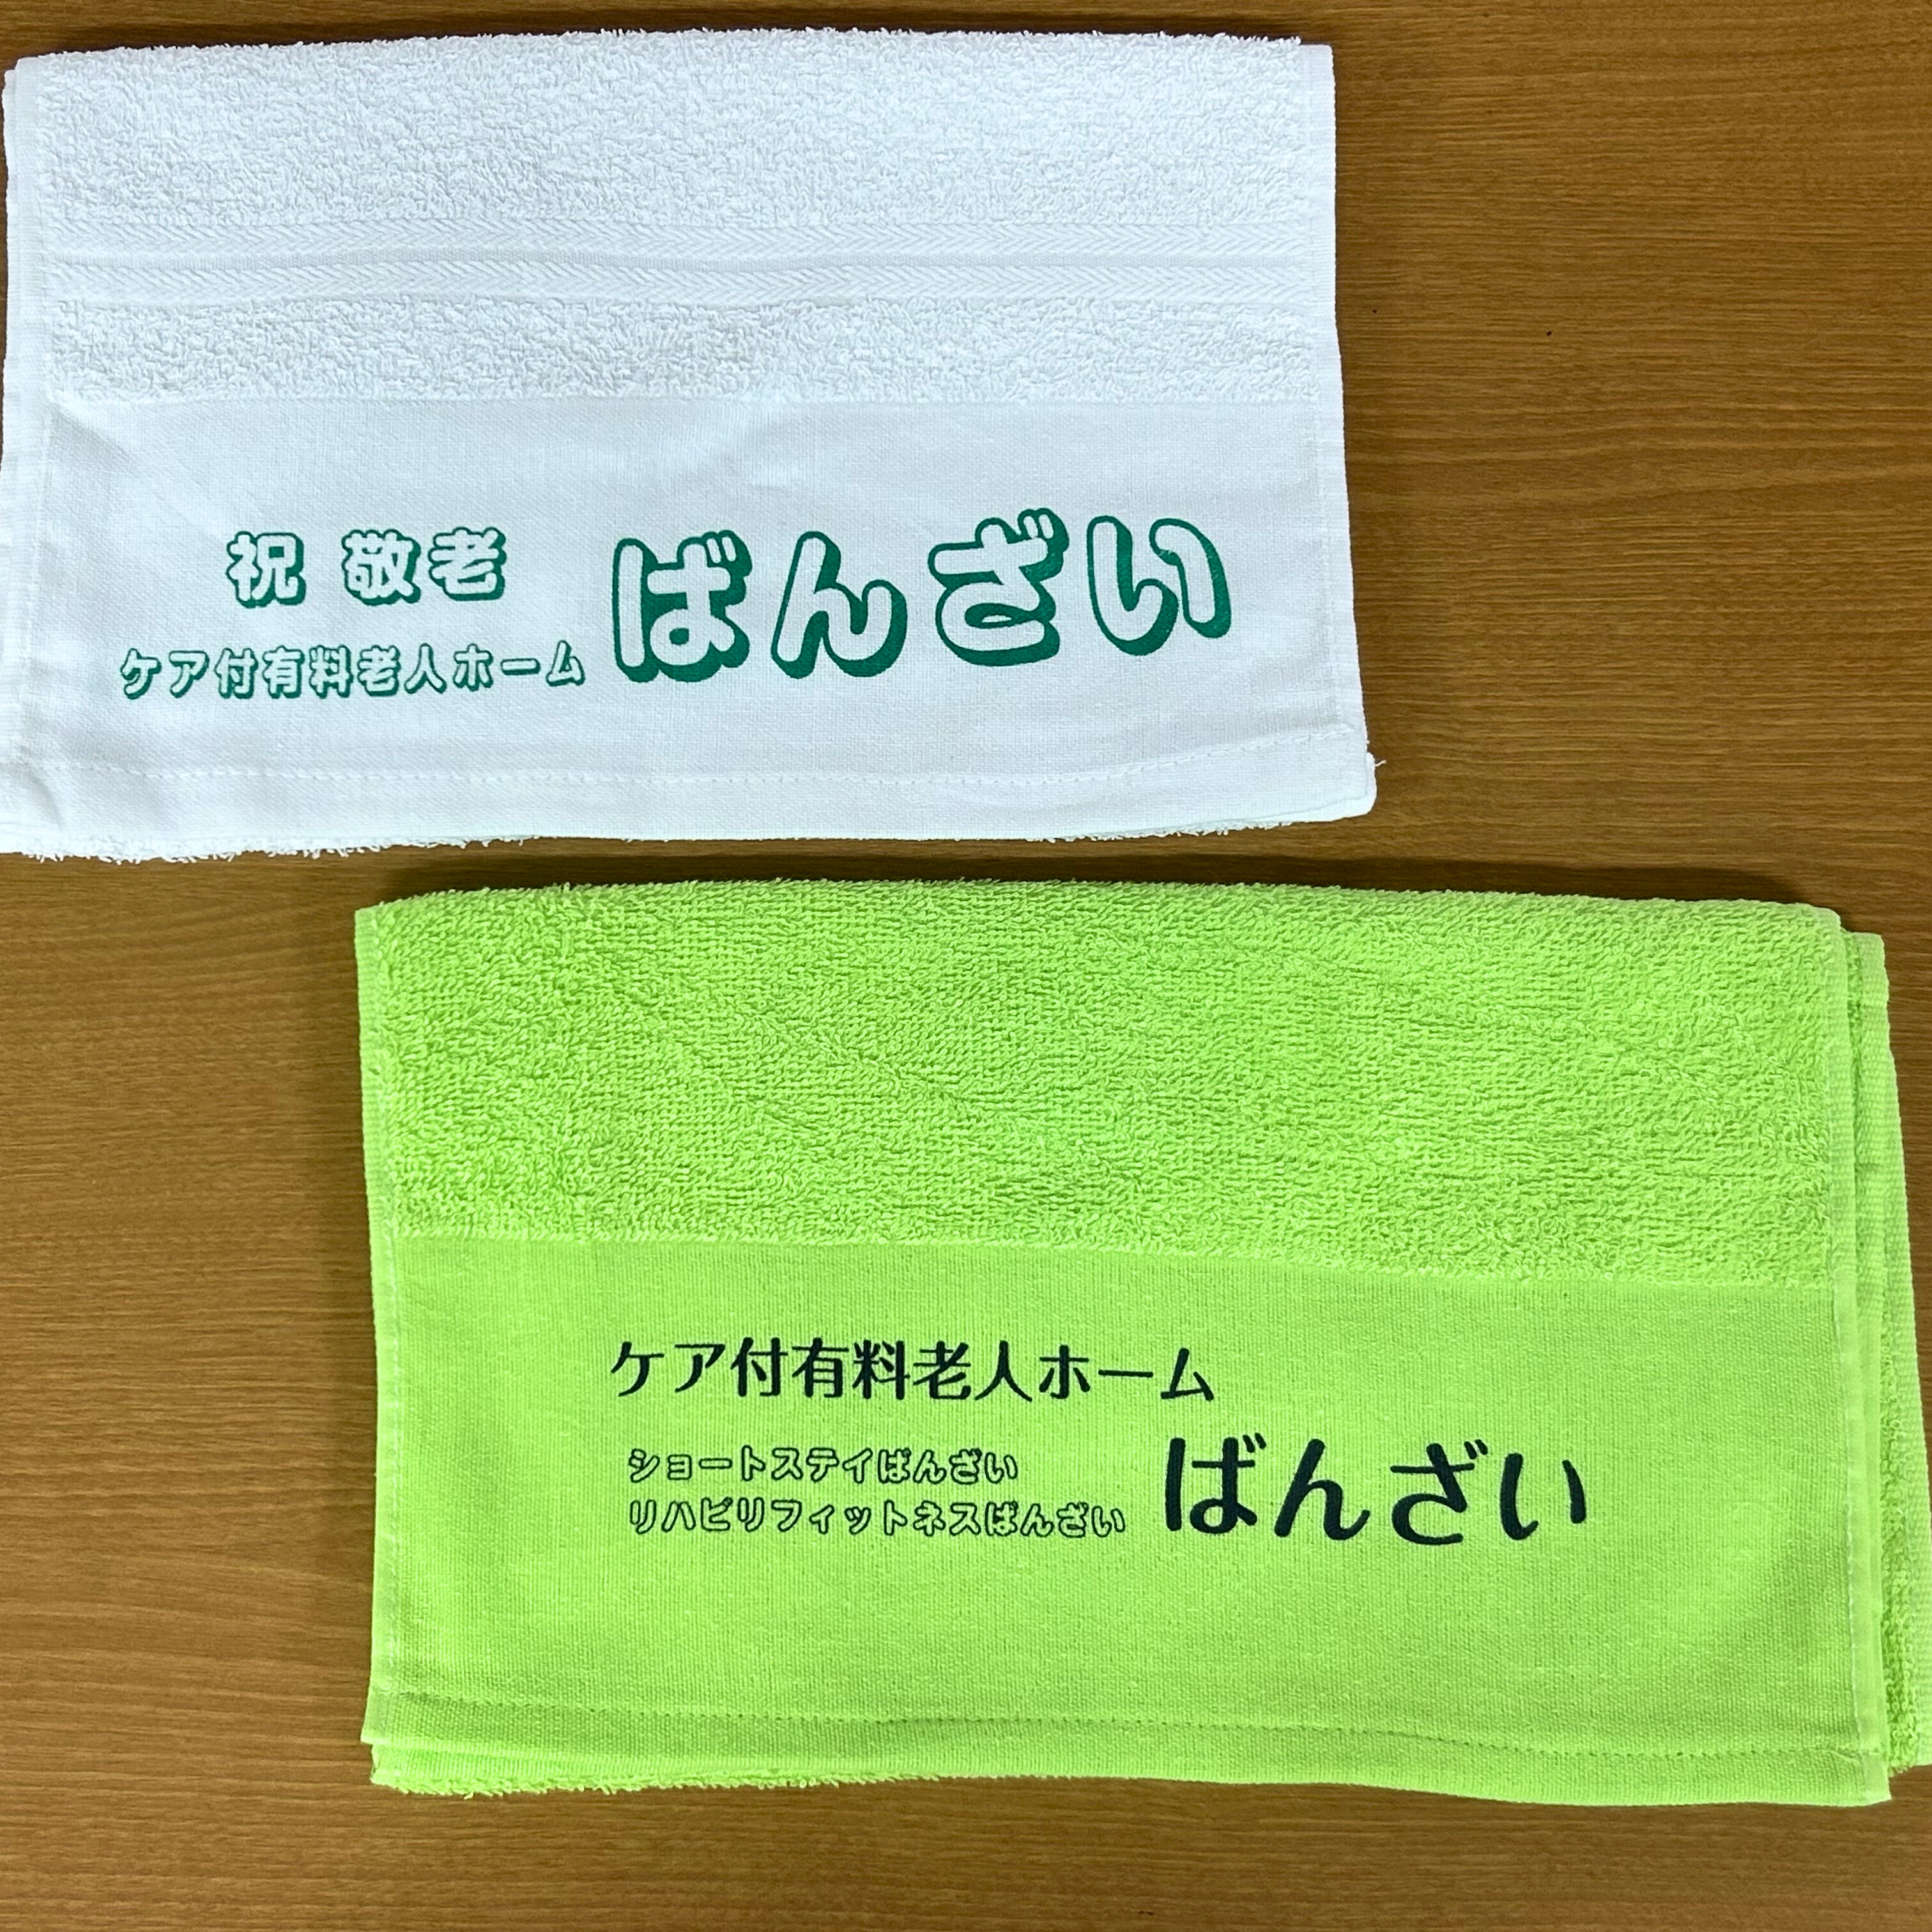 祝 敬老
ケア付有料老人ホーム ばんざい
ケア付有料老人ホーム
ショートステイばんざい
リハビリフィットネスばんざい
ばんざい